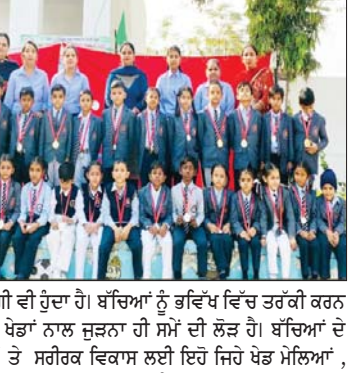 ਗੀ ਵੀ ਹੁੰਦਾ ਹੈ। ਬੱਚਿਆਂ ਨੂੰ ਭਵਿੱਖ ਵਿੱਚ ਤਰੱਕੀ ਕਰਨ
ਖੇਡਾਂ ਨਾਲ ਜੁੜਨਾ ਹੀ ਸਮੇਂ ਦੀ ਲੋੜ ਹੈ। ਬੱਚਿਆਂ ਦੇ
ਤੇ ਸਰੀਰਕ ਵਿਕਾਸ ਲਈ ਇਹੋ ਜਿਹੇ ਖੇਡ ਮੇਲਿਆਂ ,